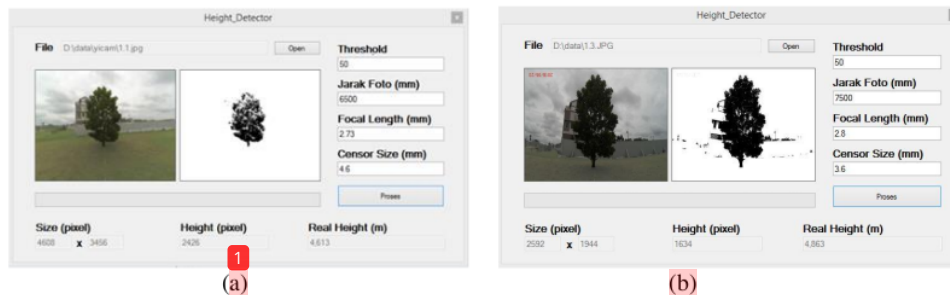 Height_Detector
File D:\data\yicam\1.1.jpg Open
Threshold
50
Jarak Foto (mm)
6500
Focal Length (mm)
2.73
Censor Size (mm)
4.6
Proses
Size (pixel) Height (pixel) Real Height (m)
4608 x 3456 2426 4,613
1
(a)
Height_Detector
File D:\data\1.3.JPG Open
Threshold
50
Jarak Foto (mm)
7500
Focal Length (mm)
2.8
Censor Size (mm)
3.6
Proses
Size (pixel) Height (pixel) Real Height (m)
2592 x 1944 1634 4,863
(b)